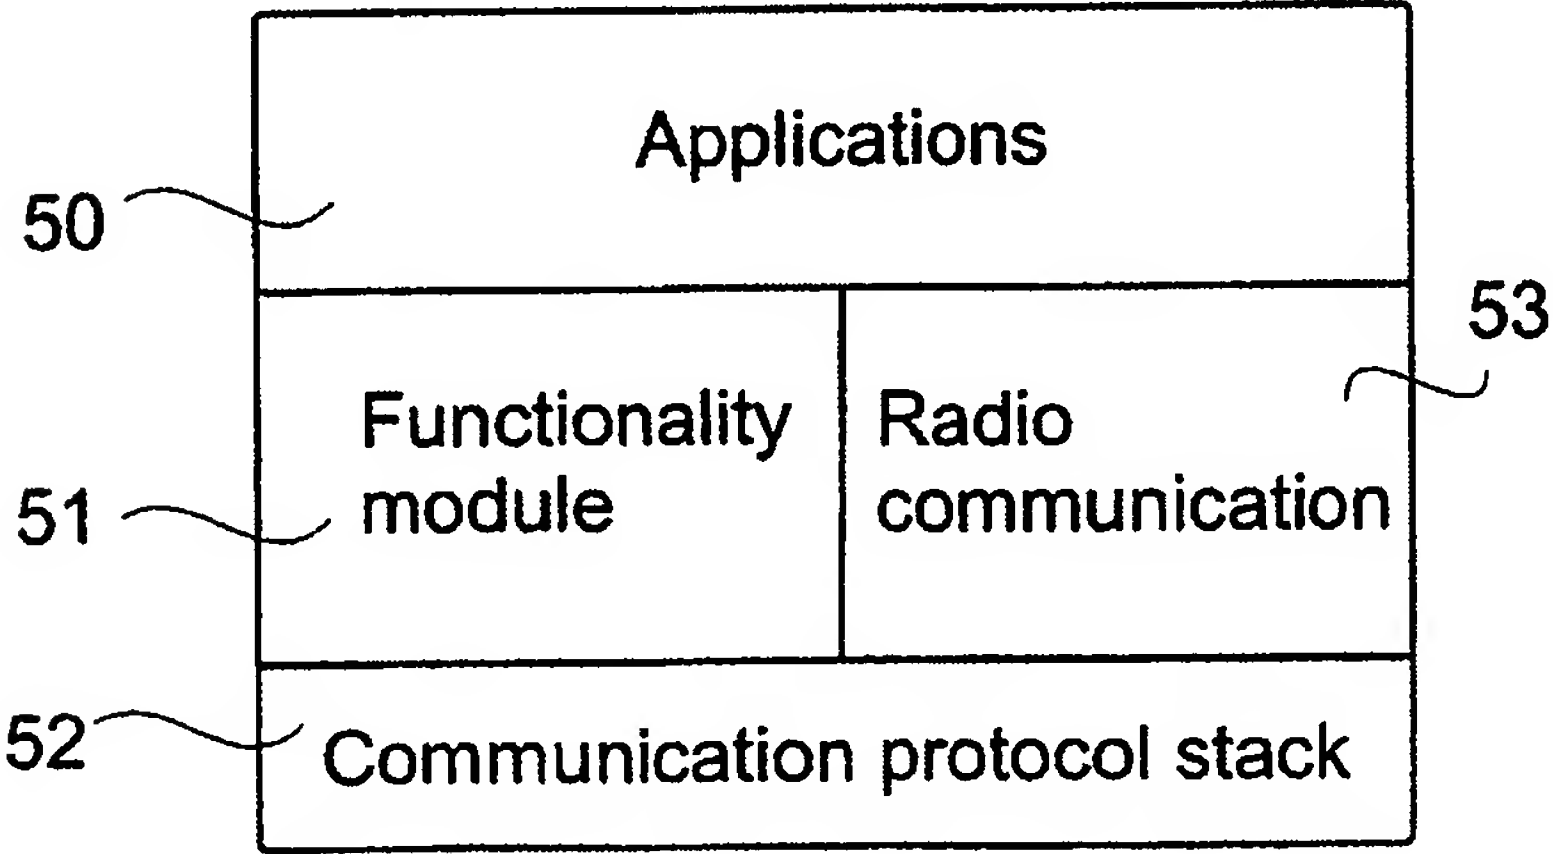 Applications
50
53
Functionality
module
Radio
communication
51
52
Communication protocol stack